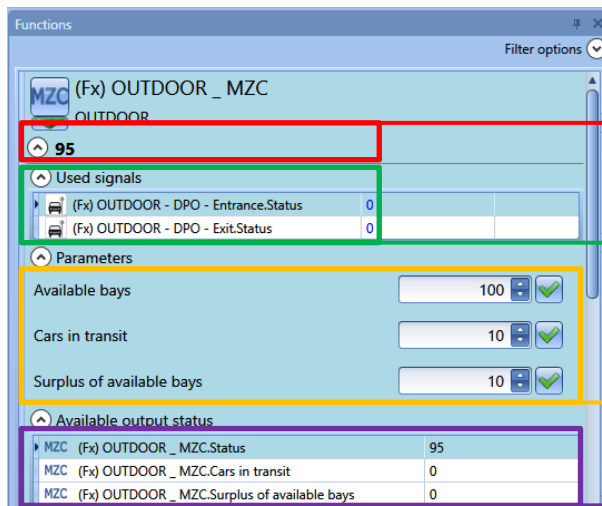 Functions
Filter options
MZC (Fx) OUTDOOR _ MZC
OUTDOOR
95
Used signals
(Fx) OUTDOOR - DPO - Entrance.Status 0
(Fx) OUTDOOR - DPO - Exit.Status 0
Parameters
Available bays 100
Cars in transit 10
Surplus of available bays 10
Available output status
MZC (Fx) OUTDOOR _ MZC.Status 95
MZC (Fx) OUTDOOR _ MZC.Cars in transit 0
MZC (Fx) OUTDOOR _ MZC.Surplus of available bays 0